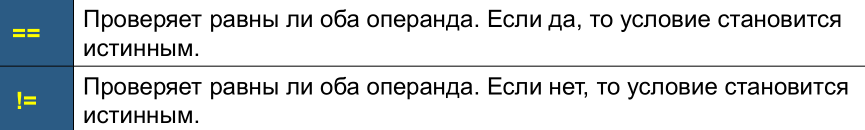 == Проверяет равны ли оба операнда. Если да, то условие становится
истинным.
!= Проверяет равны ли оба операнда. Если нет, то условие становится
истинным.